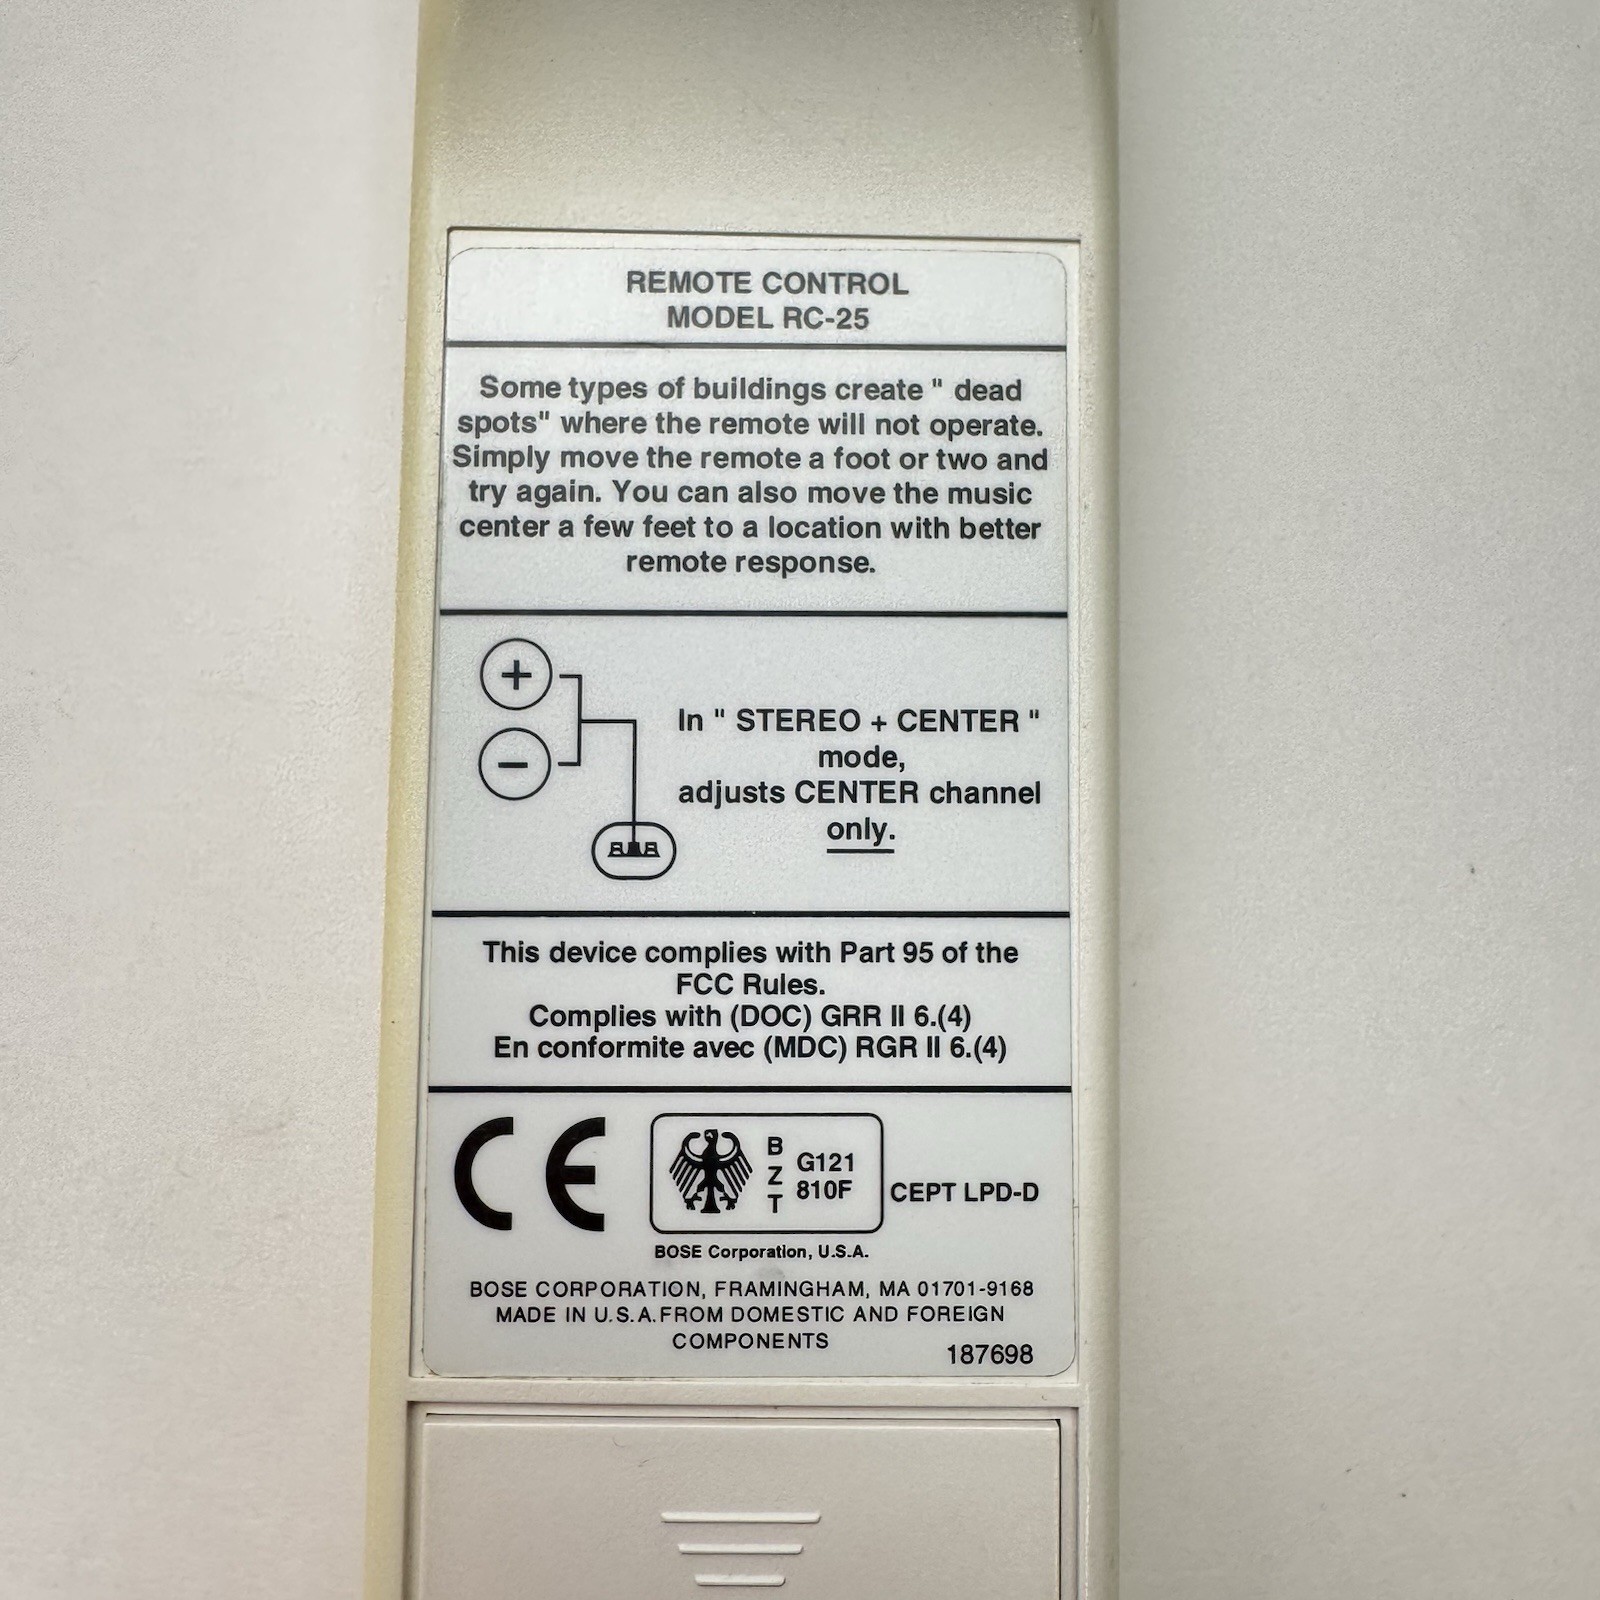 REMOTE CONTROL
MODEL RC-25
Some types of buildings create " dead
spots" where the remote will not operate.
Simply move the remote a foot or two and
try again. You can also move the music
center a few feet to a location with better
remote response.
+
−
In " STEREO + CENTER "
mode,
adjusts CENTER channel
only.
This device complies with Part 95 of the
FCC Rules.
Complies with (DOC) GRR II 6.(4)
En conformite avec (MDC) RGR II 6.(4)
CE
BZT
G121
810F
CEPT LPD-D
BOSE Corporation, U.S.A.
BOSE CORPORATION, FRAMINGHAM, MA 01701-9168
MADE IN U.S.A. FROM DOMESTIC AND FOREIGN
COMPONENTS
187698